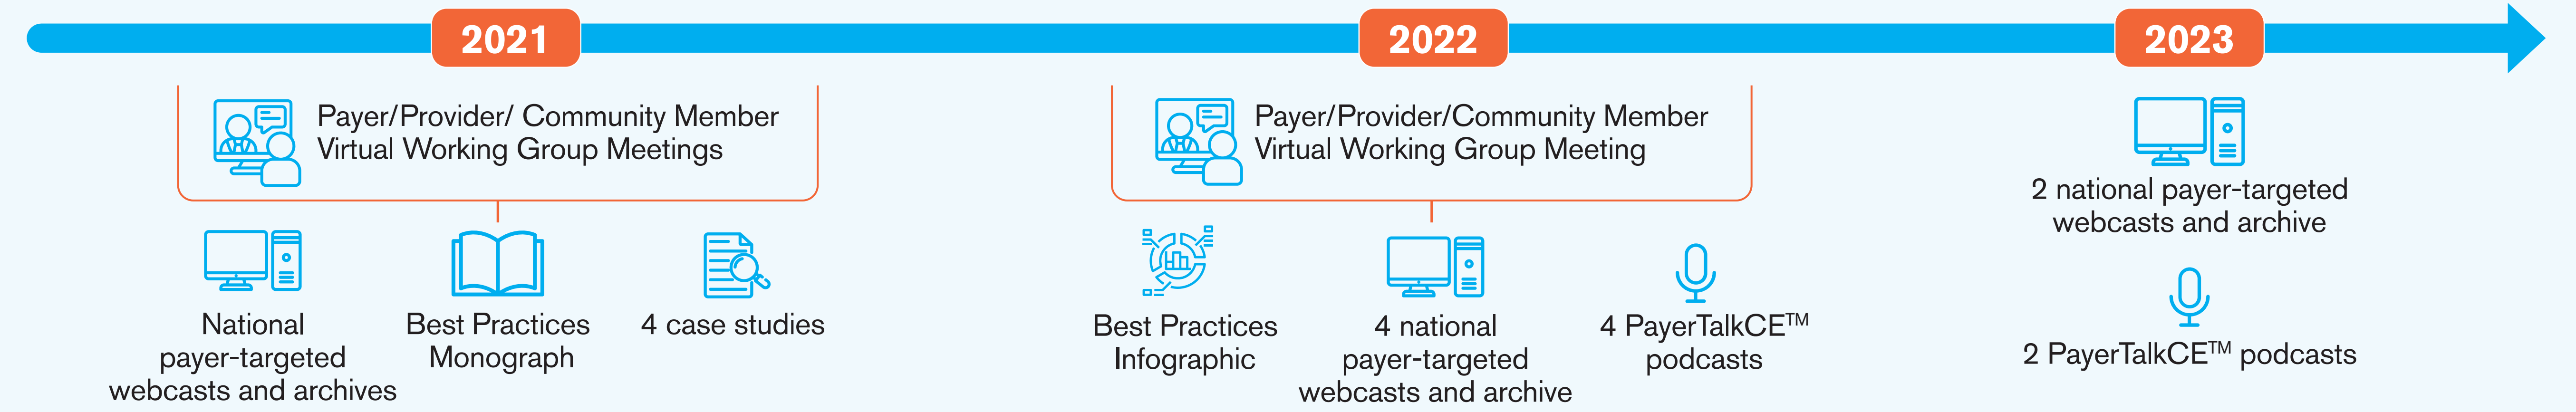 2021
2022
2023
Payer/Provider/ Community Member
Virtual Working Group Meetings
National
payer-targeted
webcasts and archives
Best Practices
Monograph
4 case studies
Payer/Provider/Community Member
Virtual Working Group Meeting
Best Practices
Infographic
4 national
payer-targeted
webcasts and archive
4 PayerTalkCE™
podcasts
2 national payer-targeted
webcasts and archive
2 PayerTalkCE™ podcasts